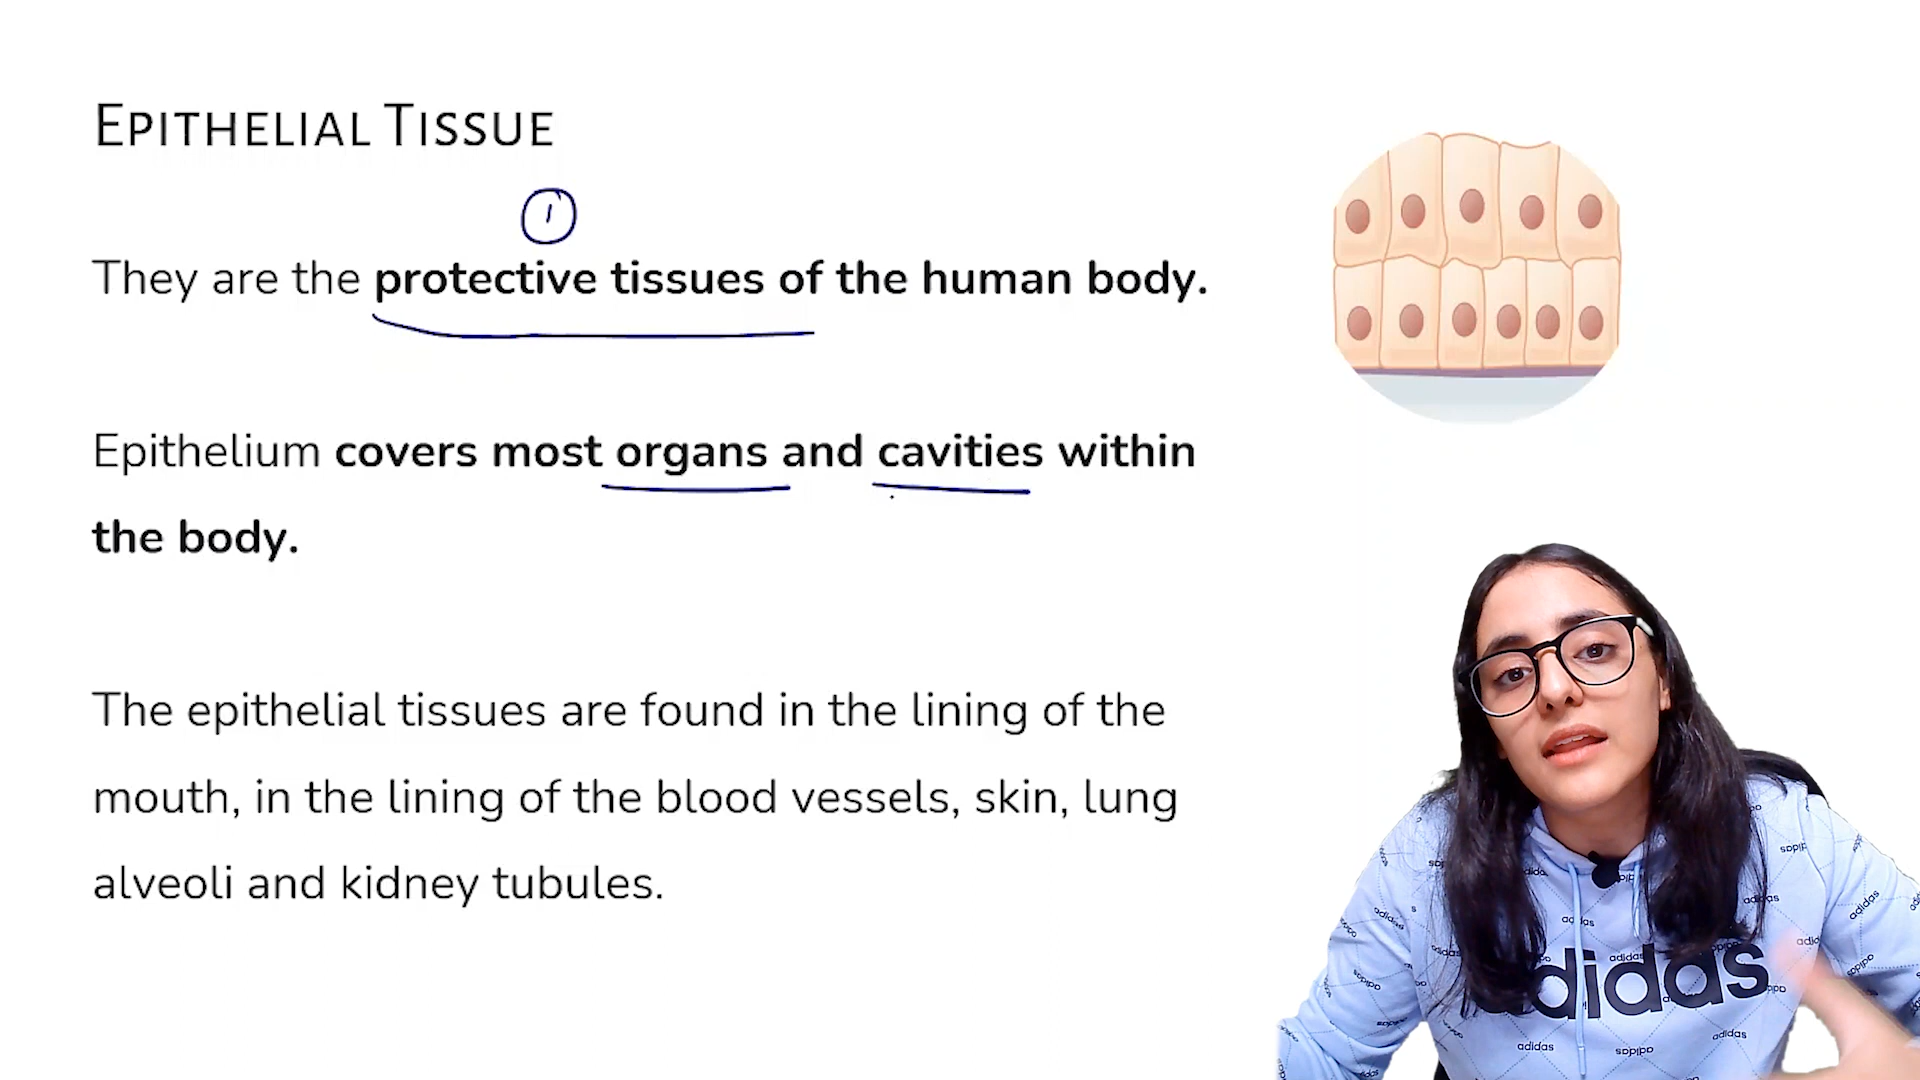 EPITHELIAL TISSUE
1
They are the protective tissues of the human body.
Epithelium covers most organs and cavities within
the body.
The epithelial tissues are found in the lining of the
mouth, in the lining of the blood vessels, skin, lung
alveoli and kidney tubules.
adidas